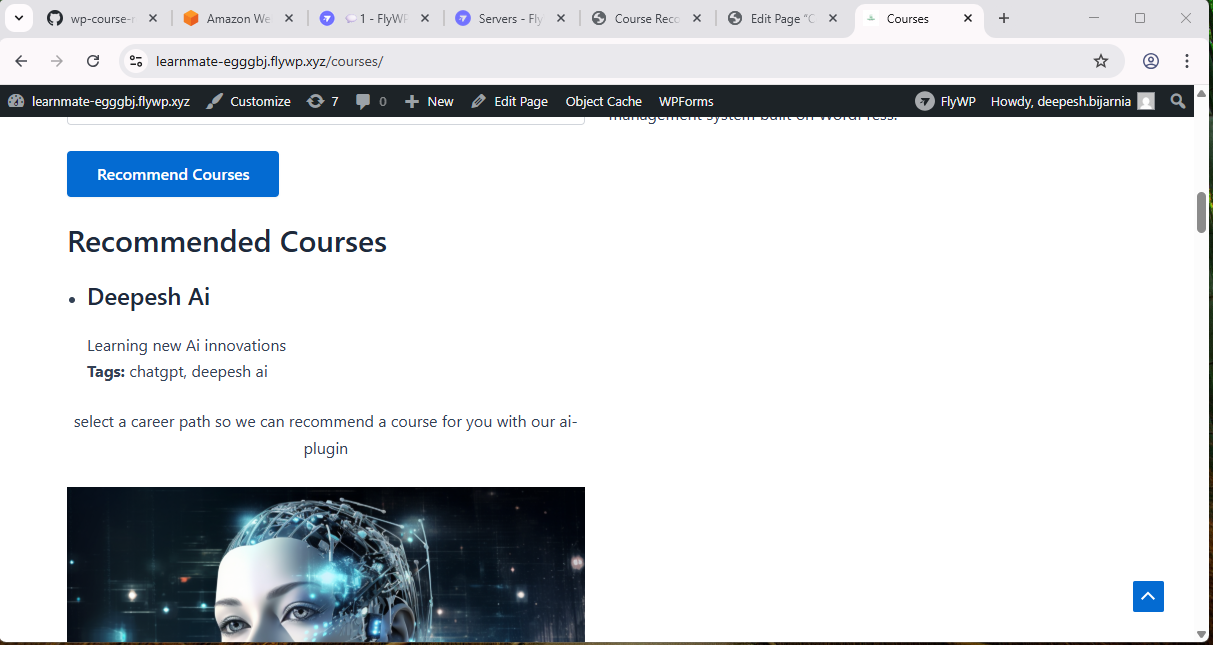 wp-course-r
Amazon We
1 - FlyWP
Servers - Fly
Course Reco
Edit Page "C
Courses
learnmate-egggbj.flywp.xyz/courses/
learnmate-egggbj.flywp.xyz Customize 7 0 New Edit Page Object Cache WPForms FlyWP Howdy, deepesh.bijarnia
management system built on WordPress.
Recommend Courses
Recommended Courses
Deepesh Ai
Learning new Ai innovations
Tags: chatgpt, deepesh ai
select a career path so we can recommend a course for you with our ai-
plugin